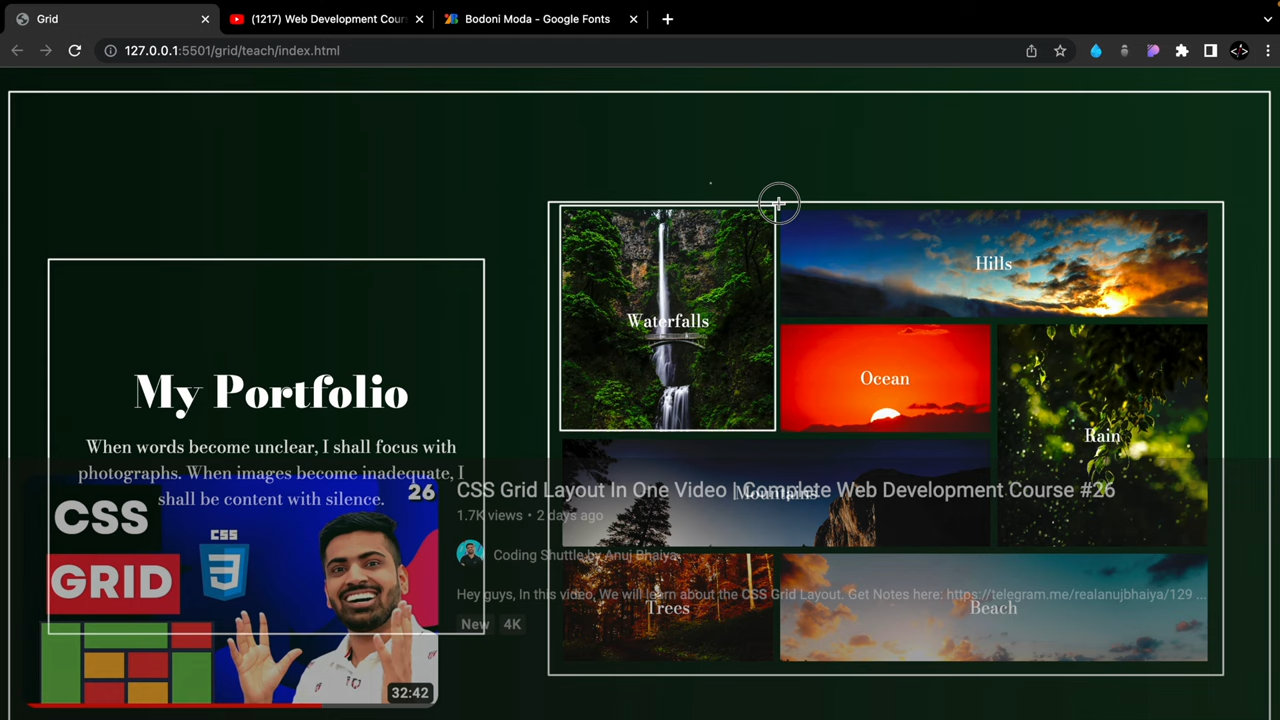 Grid
(1217) Web Development Cour
Bodoni Moda - Google Fonts
127.0.0.1:5501/grid/teach/index.html
My Portfolio
When words become unclear, I shall focus with
photographs. When images become inadequate, I
shall be content with silence.
Waterfalls
Hills
Ocean
Rain
Mountains
Trees
Beach
CSS
GRID
CSS
26
32:42
CSS Grid Layout In One Video | Complete Web Development Course #26
1.7K views • 2 days ago
Coding Shuttle by Anuj Bhaiya
Hey guys, In this video, We will learn about the CSS Grid Layout. Get Notes here: https://telegram.me/realanujbhaiya/129 ...
New
4K